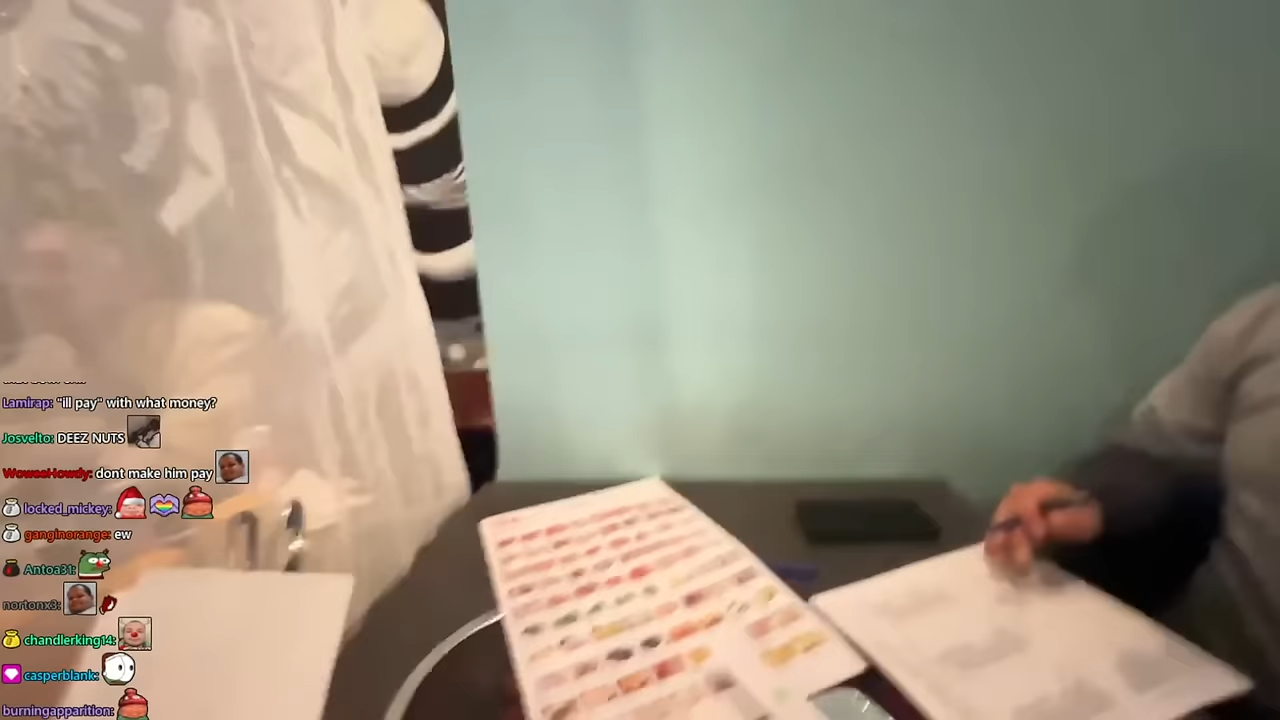 Lamirap: "ill pay" with what money?
Josvelto: DEEZ NUTS
WoweeHowdy: dont make him pay
locked_mickey:
ganginorange: ew
Antoa31:
nortonx3:
chandlerking14:
casperblank:
burningapparition: